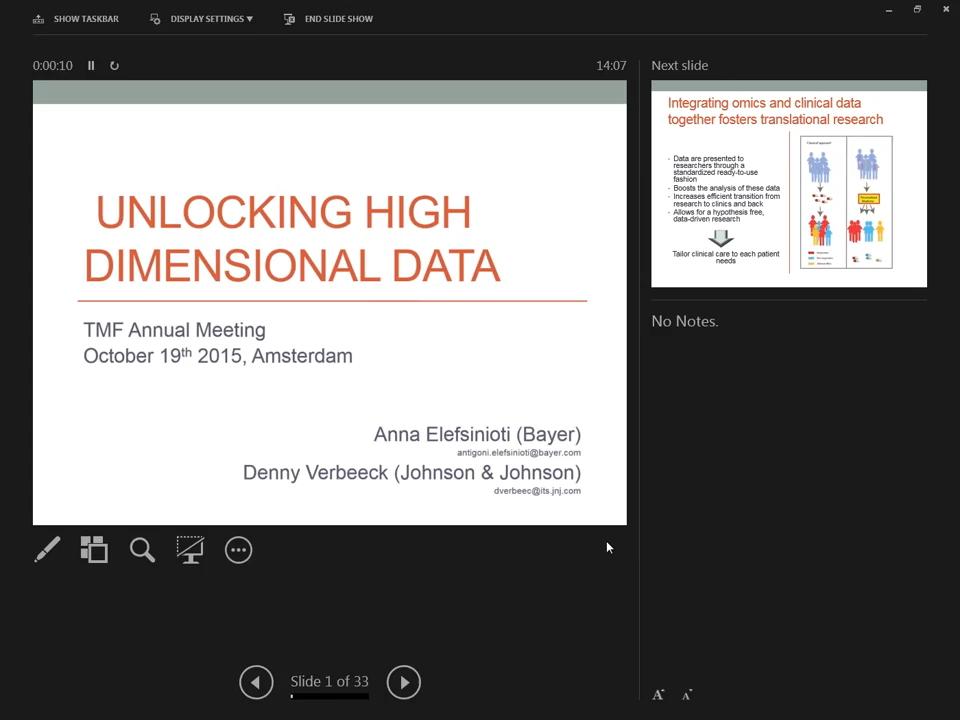 SHOW TASKBAR
DISPLAY SETTINGS ▾
END SLIDE SHOW
0:00:10
14:07
UNLOCKING HIGH
DIMENSIONAL DATA
TMF Annual Meeting
October 19th 2015, Amsterdam
Anna Elefsinioti (Bayer)
antigoni.elefsinioti@bayer.com
Denny Verbeeck (Johnson & Johnson)
dverbeec@its.jnj.com
Slide 1 of 33
Next slide
Integrating omics and clinical data
together fosters translational research
- Data are presented to
researchers through a
standardized ready-to-use
fashion
- Boosts the analysis of these data
- Increases efficient transition from
research to clinics and back
- Allows for a hypothesis free,
data-driven research
Tailor clinical care to each patient
needs
No Notes.
A A